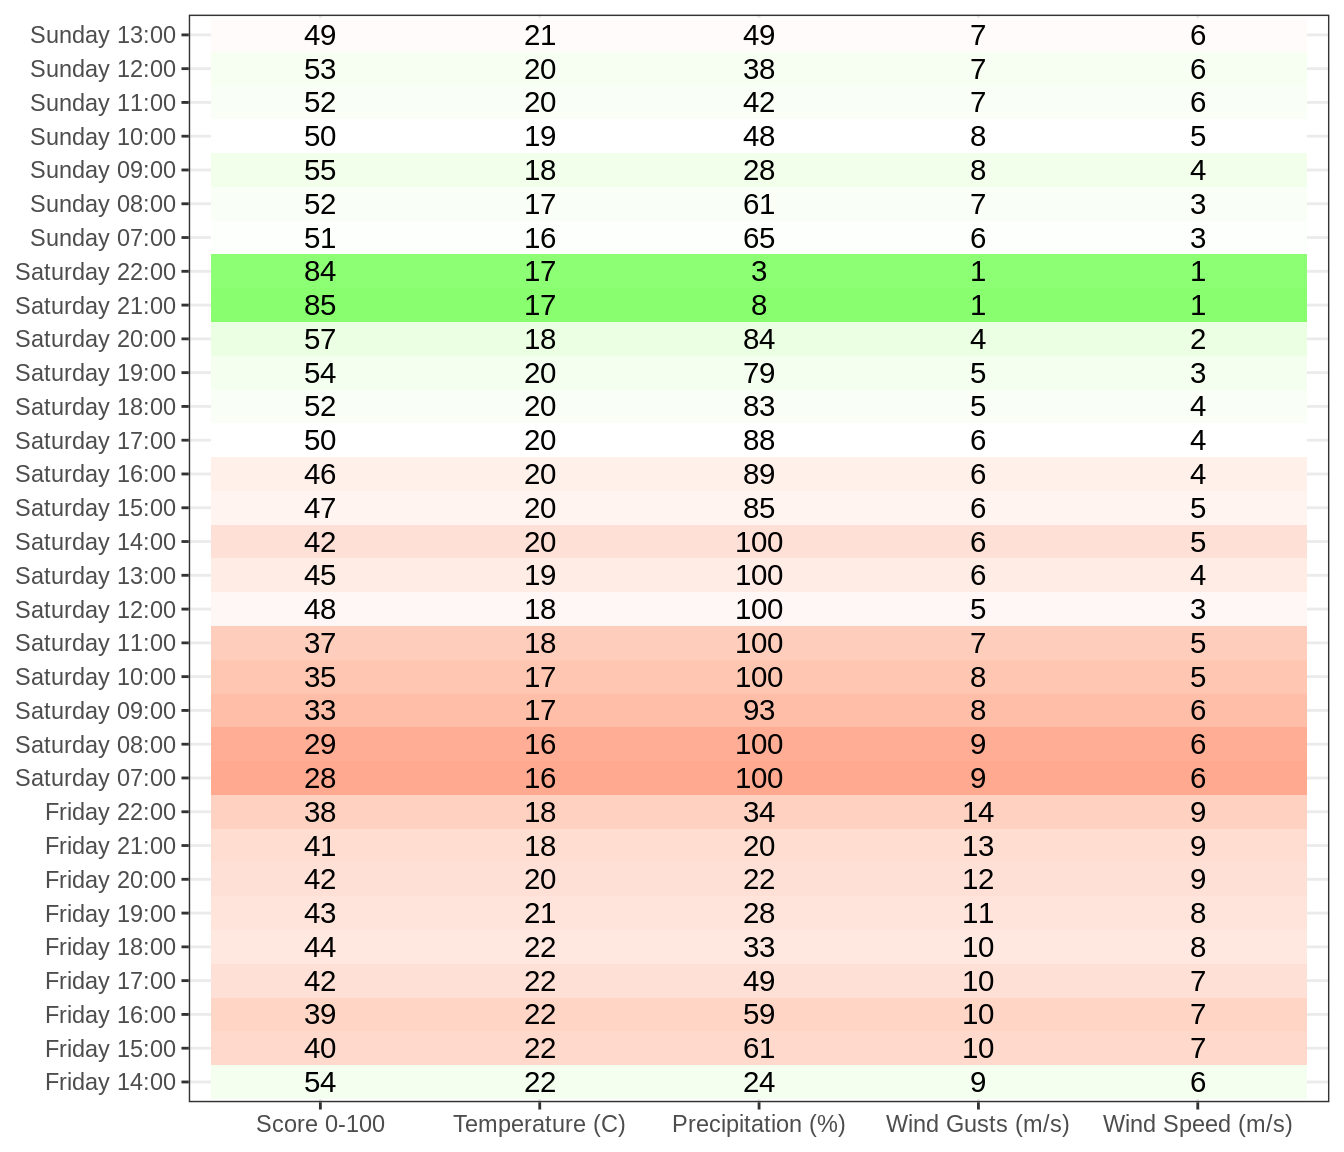 Sunday 13:00 49 21 49 7 6
Sunday 12:00 53 20 38 7 6
Sunday 11:00 52 20 42 7 6
Sunday 10:00 50 19 48 8 5
Sunday 09:00 55 18 28 8 4
Sunday 08:00 52 17 61 7 3
Sunday 07:00 51 16 65 6 3
Saturday 22:00 84 17 3 1 1
Saturday 21:00 85 17 8 1 1
Saturday 20:00 57 18 84 4 2
Saturday 19:00 54 20 79 5 3
Saturday 18:00 52 20 83 5 4
Saturday 17:00 50 20 88 6 4
Saturday 16:00 46 20 89 6 4
Saturday 15:00 47 20 85 6 5
Saturday 14:00 42 20 100 6 5
Saturday 13:00 45 19 100 6 4
Saturday 12:00 48 18 100 5 3
Saturday 11:00 37 18 100 7 5
Saturday 10:00 35 17 100 8 5
Saturday 09:00 33 17 93 8 6
Saturday 08:00 29 16 100 9 6
Saturday 07:00 28 16 100 9 6
Friday 22:00 38 18 34 14 9
Friday 21:00 41 18 20 13 9
Friday 20:00 42 20 22 12 9
Friday 19:00 43 21 28 11 8
Friday 18:00 44 22 33 10 8
Friday 17:00 42 22 49 10 7
Friday 16:00 39 22 59 10 7
Friday 15:00 40 22 61 10 7
Friday 14:00 54 22 24 9 6
Score 0-100 Temperature (C) Precipitation (%) Wind Gusts (m/s) Wind Speed (m/s)